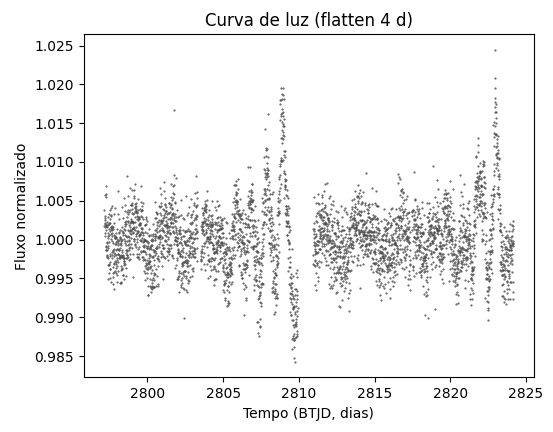 Curva de luz (flatten 4 d)
Fluxo normalizado
1.025
1.020
1.015
1.010
1.005
1.000
0.995
0.990
0.985
2800 2805 2810 2815 2820 2825
Tempo (BTJD, dias)